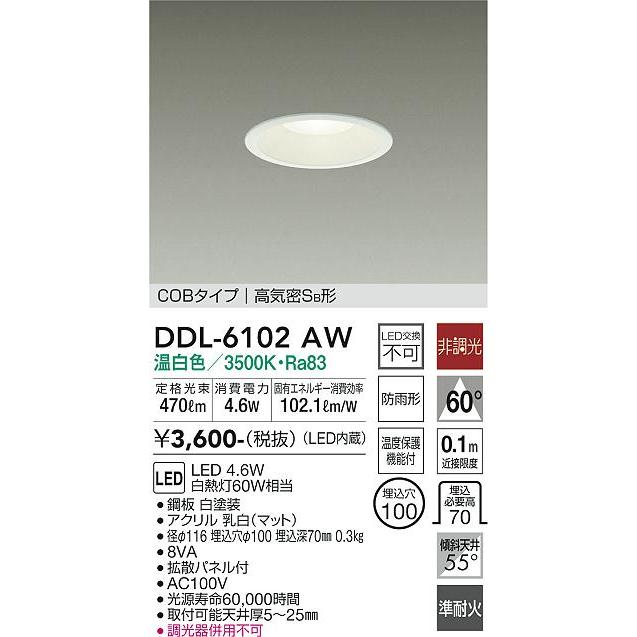 COBタイプ｜高気密SB形
DDL-6102 AW
温白色／3500K・Ra83
定格光束 消費電力 固有エネルギー消費効率
470ℓm 4.6W 102.1ℓm/W
¥3,600-(税抜)（LED内蔵）
LED
LED 4.6W
白熱灯60W相当
● 鋼板 白塗装
● アクリル 乳白(マット)
● 径φ116 埋込穴φ100 埋込深70㎜ 0.3㎏
● 8VA
● 拡散パネル付
● AC100V
● 光源寿命60,000時間
● 取付可能天井厚5～25㎜
● 調光器併用不可
LED交換
不可
非調光
防雨形
60°
温度保護
機能付
0.1m
近接限度
埋込穴
100
埋込
必要高
70
傾斜天井
55°
準耐火